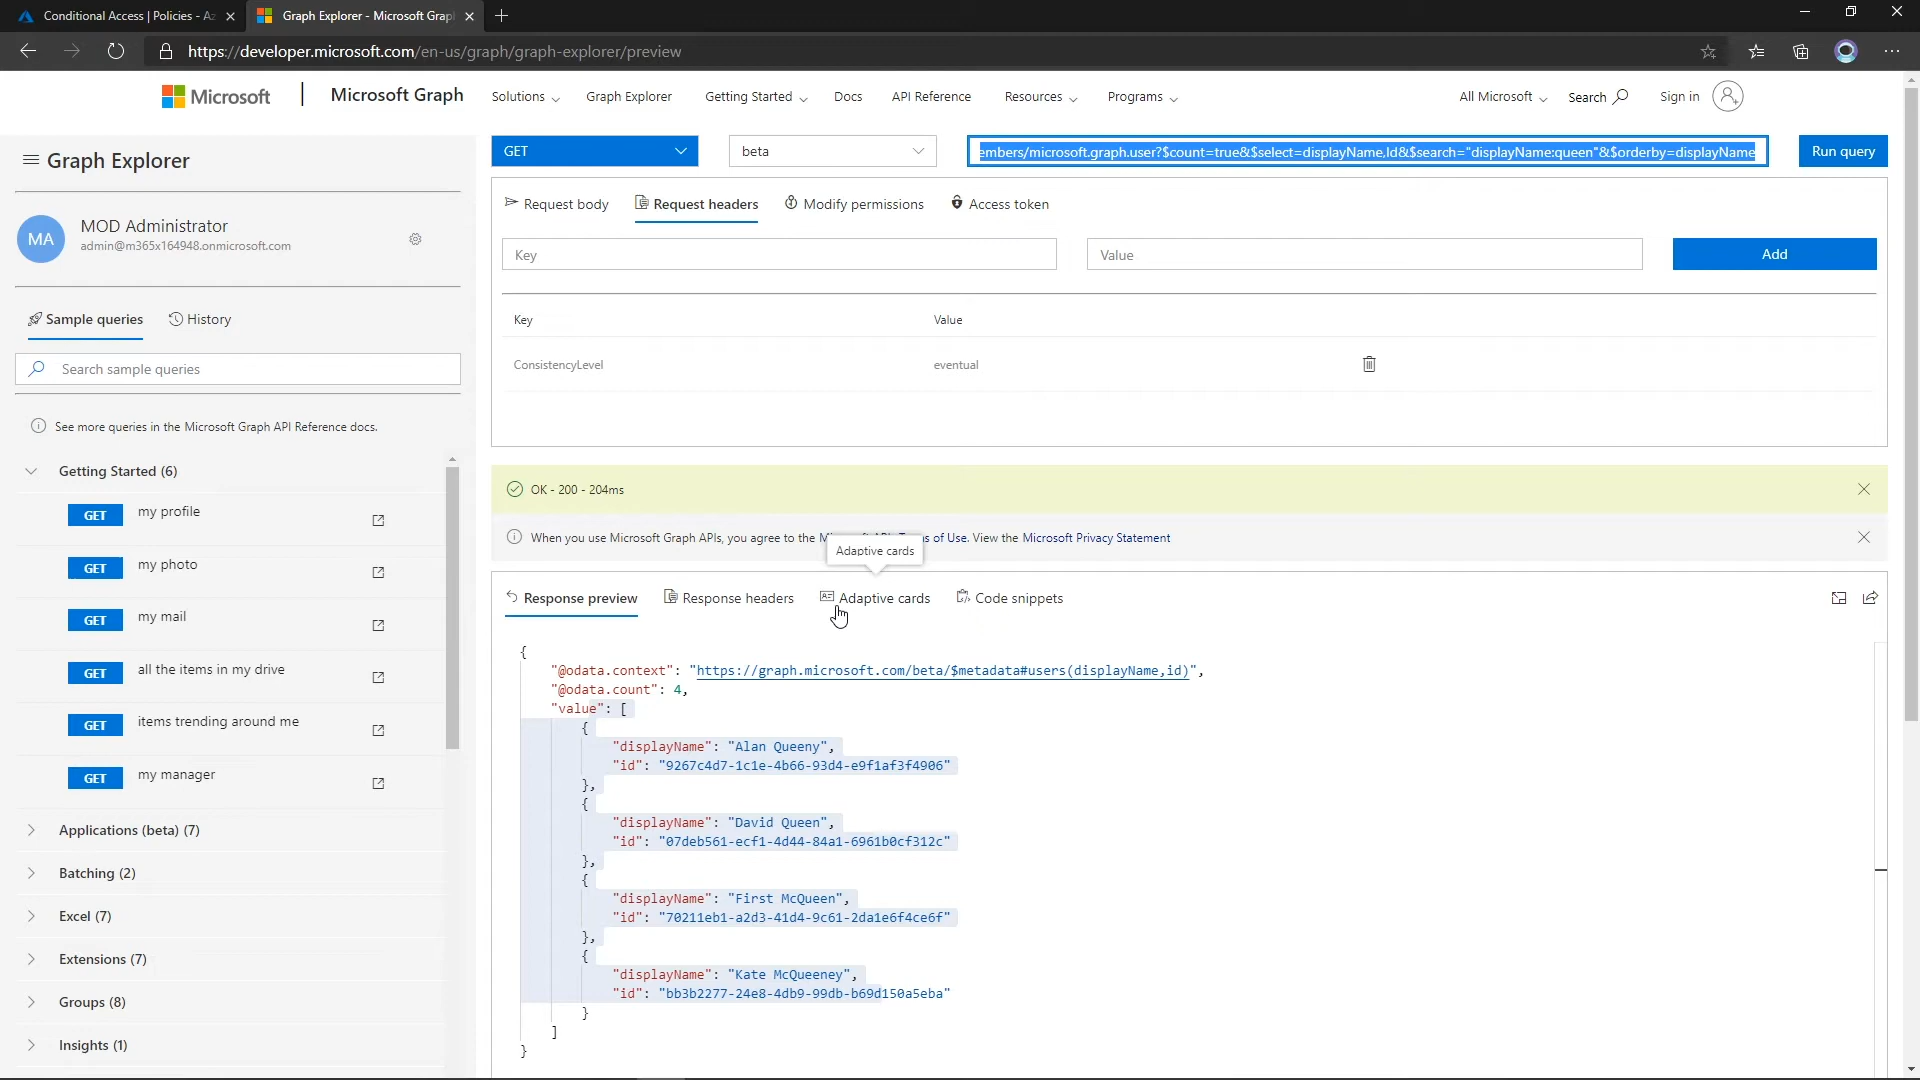 Conditional Access | Policies - Az
Graph Explorer - Microsoft Graph
https://developer.microsoft.com/en-us/graph/graph-explorer/preview
Microsoft
Microsoft Graph
Solutions
Graph Explorer
Getting Started
Docs
API Reference
Resources
Programs
All Microsoft
Search
Sign in
Graph Explorer
GET
beta
embers/microsoft.graph.user?$count=true&$select=displayName,Id&$search="displayName:queen"&$orderby=displayName
Run query
MA
MOD Administrator
admin@m365x164948.onmicrosoft.com
Request body
Request headers
Modify permissions
Access token
Key
Value
Add
Key
Value
ConsistencyLevel
eventual
Sample queries
History
Search sample queries
See more queries in the Microsoft Graph API Reference docs.
Getting Started (6)
GET my profile
GET my photo
GET my mail
GET all the items in my drive
GET items trending around me
GET my manager
Applications (beta) (7)
Batching (2)
Excel (7)
Extensions (7)
Groups (8)
Insights (1)
OK - 200 - 204ms
When you use Microsoft Graph APIs, you agree to the of Use. View the Microsoft Privacy Statement
Adaptive cards
Response preview
Response headers
Adaptive cards
Code snippets
{
"@odata.context": "https://graph.microsoft.com/beta/$metadata#users(displayName,id)",
"@odata.count": 4,
"value": [
{
"displayName": "Alan Queeny",
"id": "9267c4d7-1c1e-4b66-93d4-e9f1af3f4906"
},
{
"displayName": "David Queen",
"id": "07deb561-ecf1-4d44-84a1-6961b0cf312c"
},
{
"displayName": "First McQueen",
"id": "70211eb1-a2d3-41d4-9c61-2da1e6f4ce6f"
},
{
"displayName": "Kate McQueeney",
"id": "bb3b2277-24e8-4db9-99db-b69d150a5eba"
}
]
}